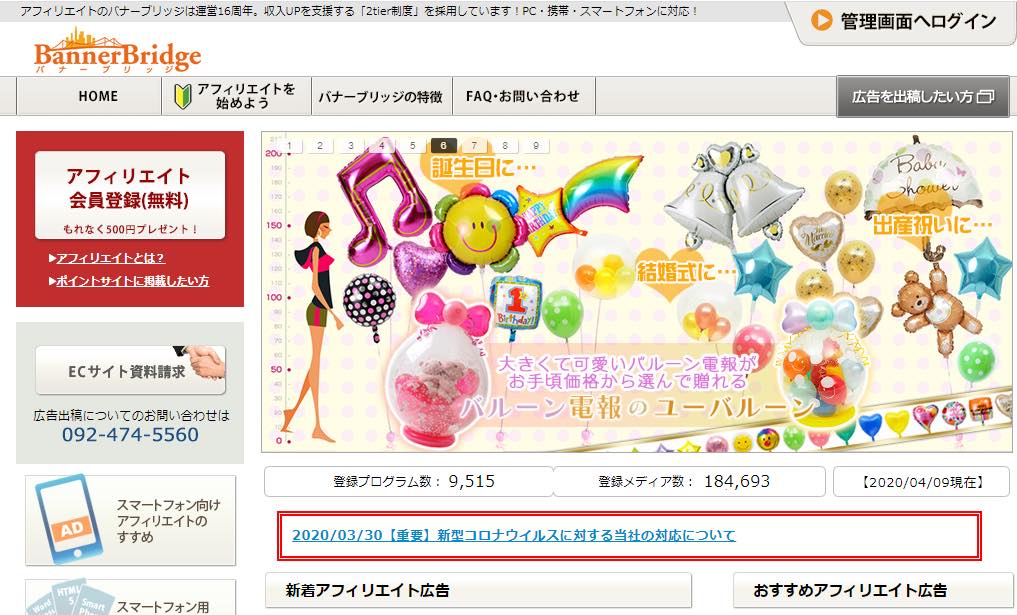 アフィリエイトのバナーブリッジは運営16周年。収入UPを支援する「2tier制度」を採用しています！PC・携帯・スマートフォンに対応！
管理画面へログイン
BannerBridge
バナーブリッジ
HOME
アフィリエイトを
始めよう
バナーブリッジの特徴
FAQ・お問い合わせ
広告を出稿したい方
アフィリエイト
会員登録(無料)
もれなく500円プレゼント！
アフィリエイトとは？
ポイントサイトに掲載したい方
ECサイト資料請求
広告出稿についてのお問い合わせは
092-474-5560
AD
スマートフォン向け
アフィリエイトの
すすめ
Word
HTML
5
Smart
スマートフォン用
1 2 3 4 5 6 7 8 9
200
150
100
50
0
誕生日に…
HAPPY
BIRTHDAY
1st
Birthday!
結婚式に…
Baby
Shower
出産祝いに…
大きくて可愛いバルーン電報が
お手頃価格から選んで贈れる
バルーン電報のユーバルーン
登録プログラム数： 9,515
登録メディア数： 184,693
【2020/04/09現在】
2020/03/30【重要】新型コロナウイルスに対する当社の対応について
新着アフィリエイト広告
おすすめアフィリエイト広告